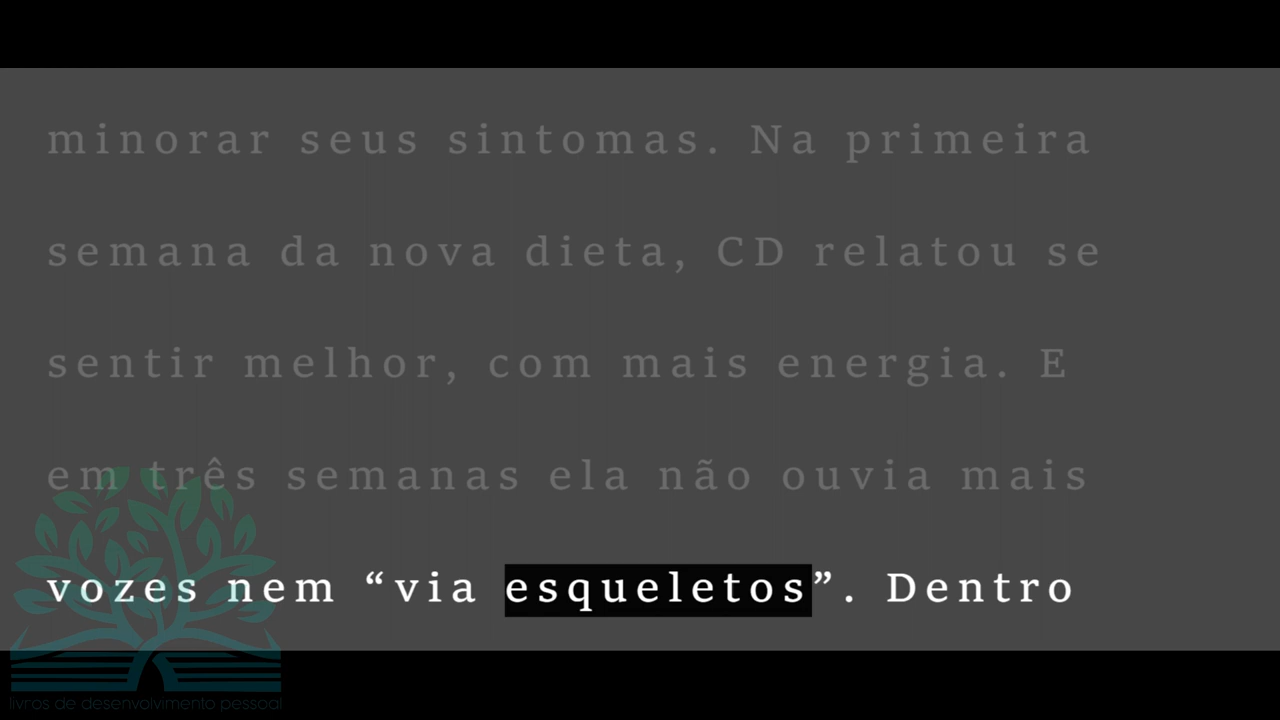 minorar seus sintomas. Na primeira
semana da nova dieta, CD relatou se
sentir melhor, com mais energia. E
em três semanas ela não ouvia mais
vozes nem “via esqueletos”. Dentro
livros de desenvolvimento pessoal